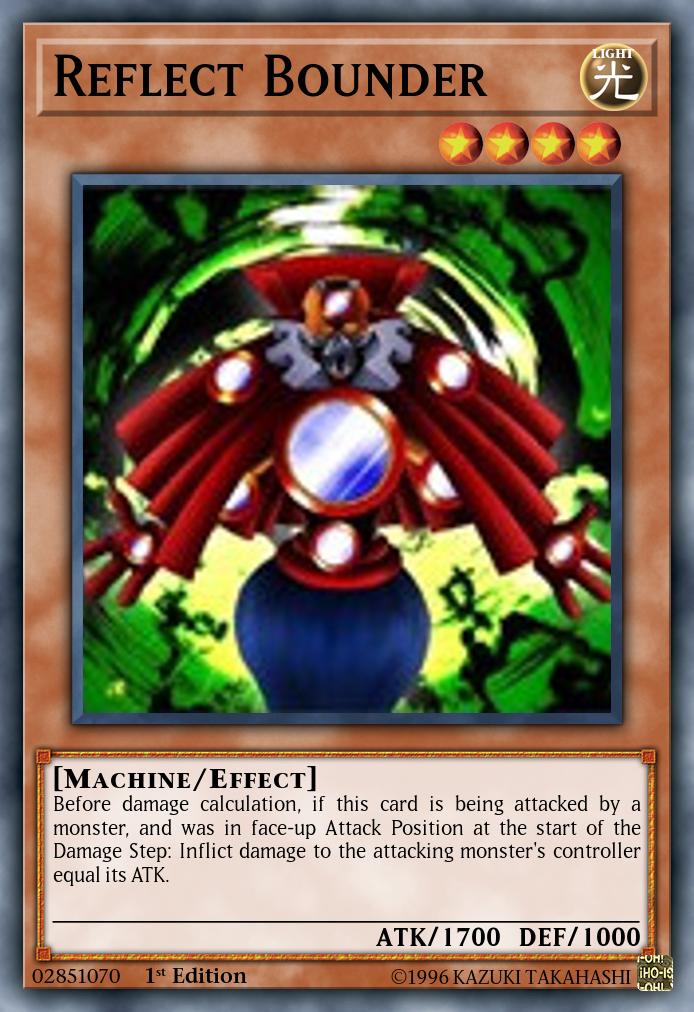 REFLECT BOUNDER
LIGHT
光
[MACHINE/EFFECT]
Before damage calculation, if this card is being attacked by a
monster, and was in face-up Attack Position at the start of the
Damage Step: Inflict damage to the attacking monster's controller
equal its ATK.
ATK/1700 DEF/1000
02851070 1st Edition ©1996 KAZUKI TAKAHASHI